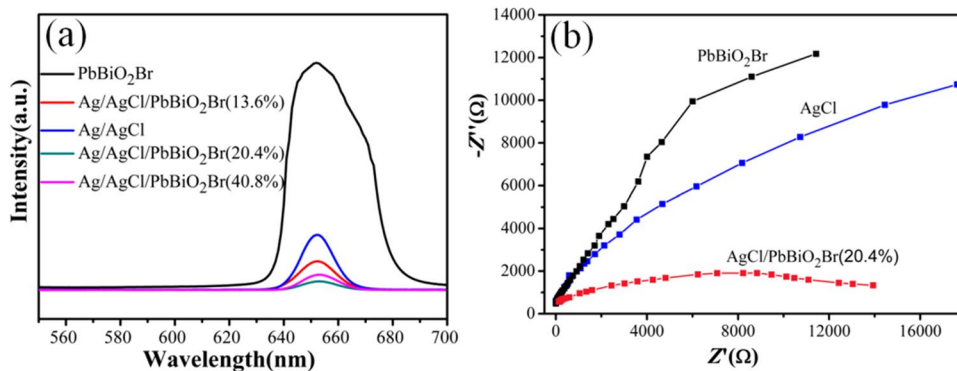 (a)
PbBiO2Br
Ag/AgCl/PbBiO2Br(13.6%)
Ag/AgCl
Ag/AgCl/PbBiO2Br(20.4%)
Ag/AgCl/PbBiO2Br(40.8%)
Intensity(a.u.)
560 580 600 620 640 660 680 700
Wavelength(nm)
(b)
14000
12000
10000
8000
6000
4000
2000
0
-Z''(Ω)
PbBiO2Br
AgCl
AgCl/PbBiO2Br(20.4%)
0 4000 8000 12000 16000
Z'(Ω)